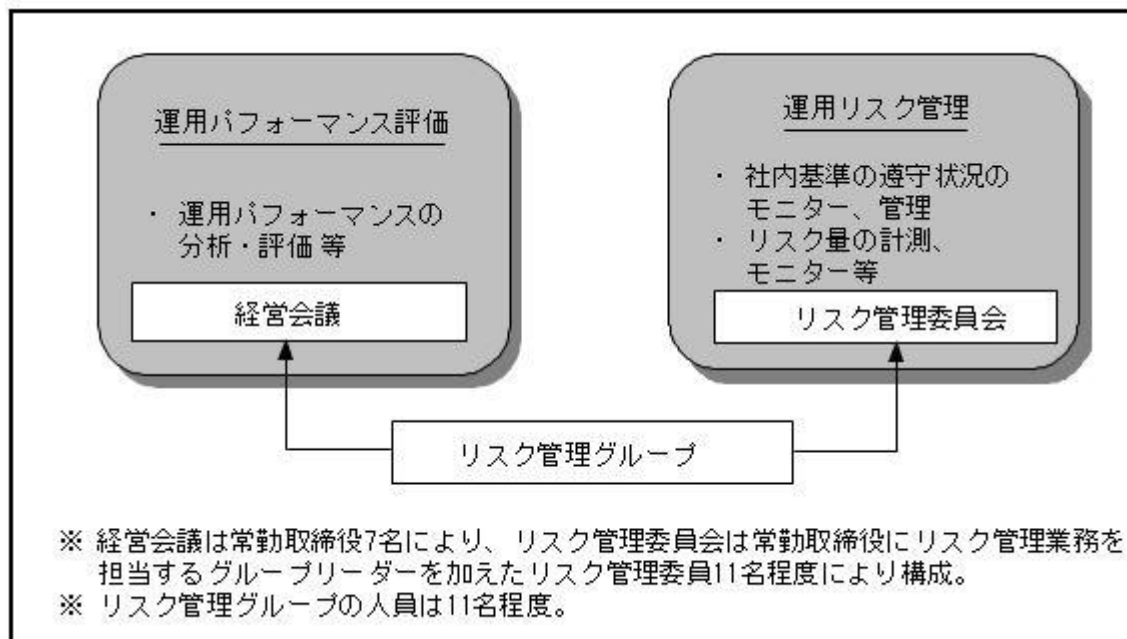 運用パフォーマンス評価
・ 運用パフォーマンスの
分析・評価 等
経営会議
運用リスク管理
・ 社内基準の遵守状況の
モニター、管理
・ リスク量の計測、
モニター等
リスク管理委員会
リスク管理グループ
※ 経営会議は常勤取締役7名により、リスク管理委員会は常勤取締役にリスク管理業務を
担当するグループリーダーを加えたリスク管理委員11名程度により構成。
※ リスク管理グループの人員は11名程度。